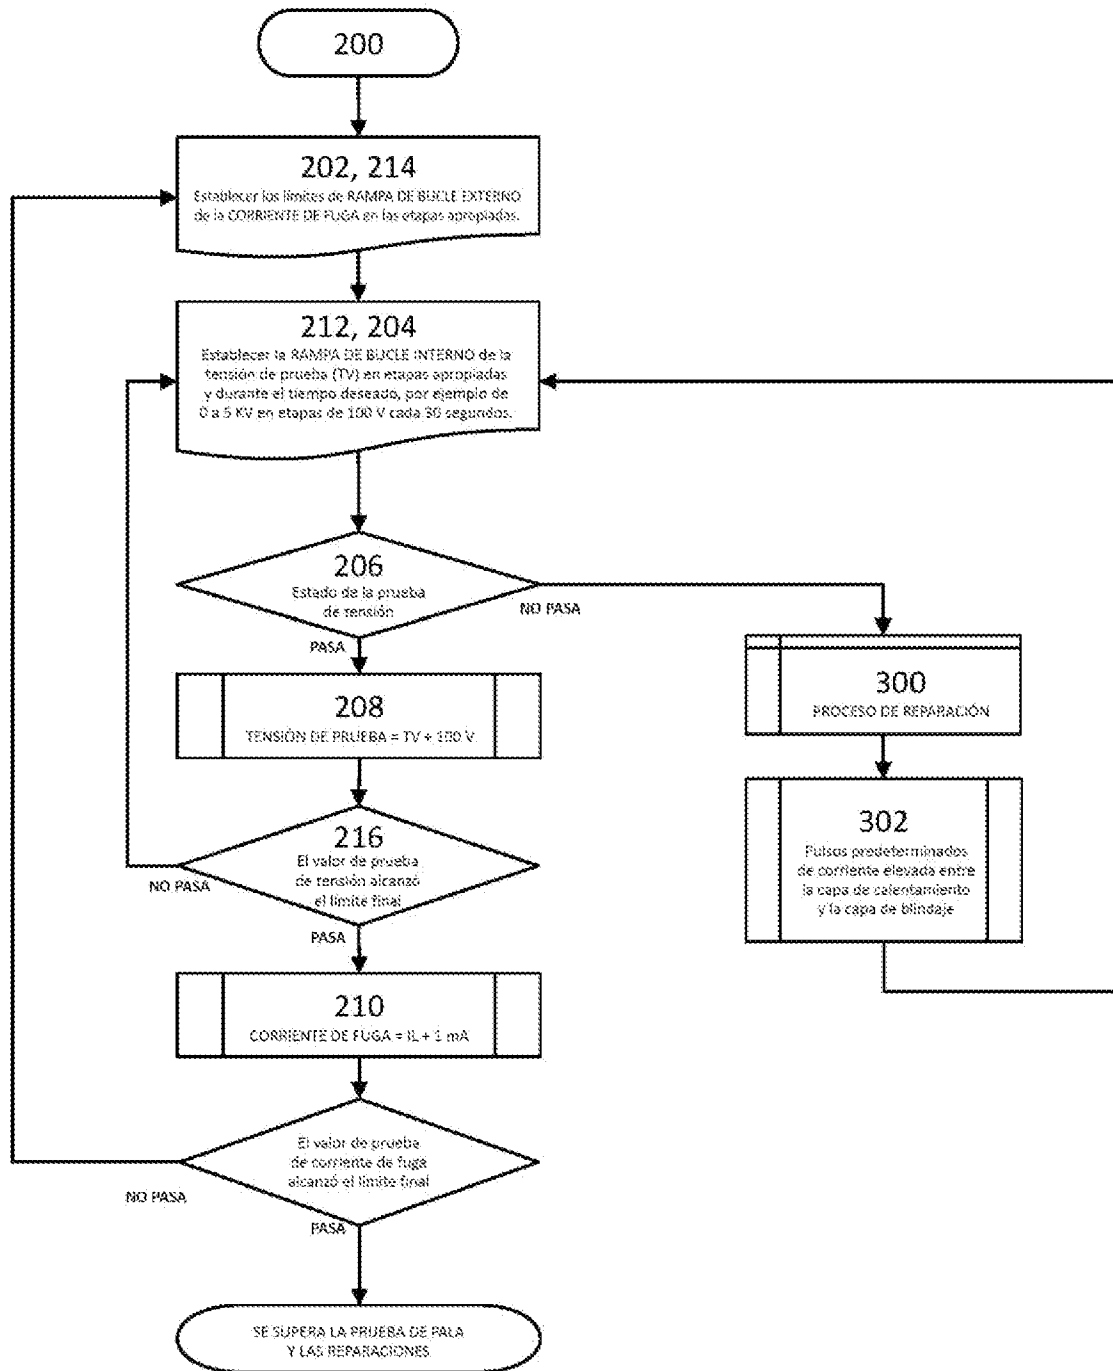 200
202, 214
Establecer los límites de RAMPA DE BUCLE EXTERNO
de la CORRIENTE DE FUGA en las etapas apropiadas.
212, 204
Establecer la RAMPA DE BUCLE INTERNO de la
tensión de prueba (TV) en etapas apropiadas
y durante el tiempo deseado, por ejemplo de
0 a 5 KV en etapas de 100 V cada 30 segundos.
206
Estado de la prueba
de tensión
NO PASA
PASA
300
PROCESO DE REPARACIÓN
208
TENSIÓN DE PRUEBA = TV + 100 V
302
Pulsos predeterminados
de corriente elevada entre
la capa de calentamiento
y la capa de blindaje
216
El valor de prueba
de tensión alcanzó
el límite final
NO PASA
PASA
210
CORRIENTE DE FUGA = IL + 1 mA
El valor de prueba
de corriente de fuga
alcanzó el límite final
NO PASA
PASA
SE SUPERA LA PRUEBA DE PALA
Y LAS REPARACIONES